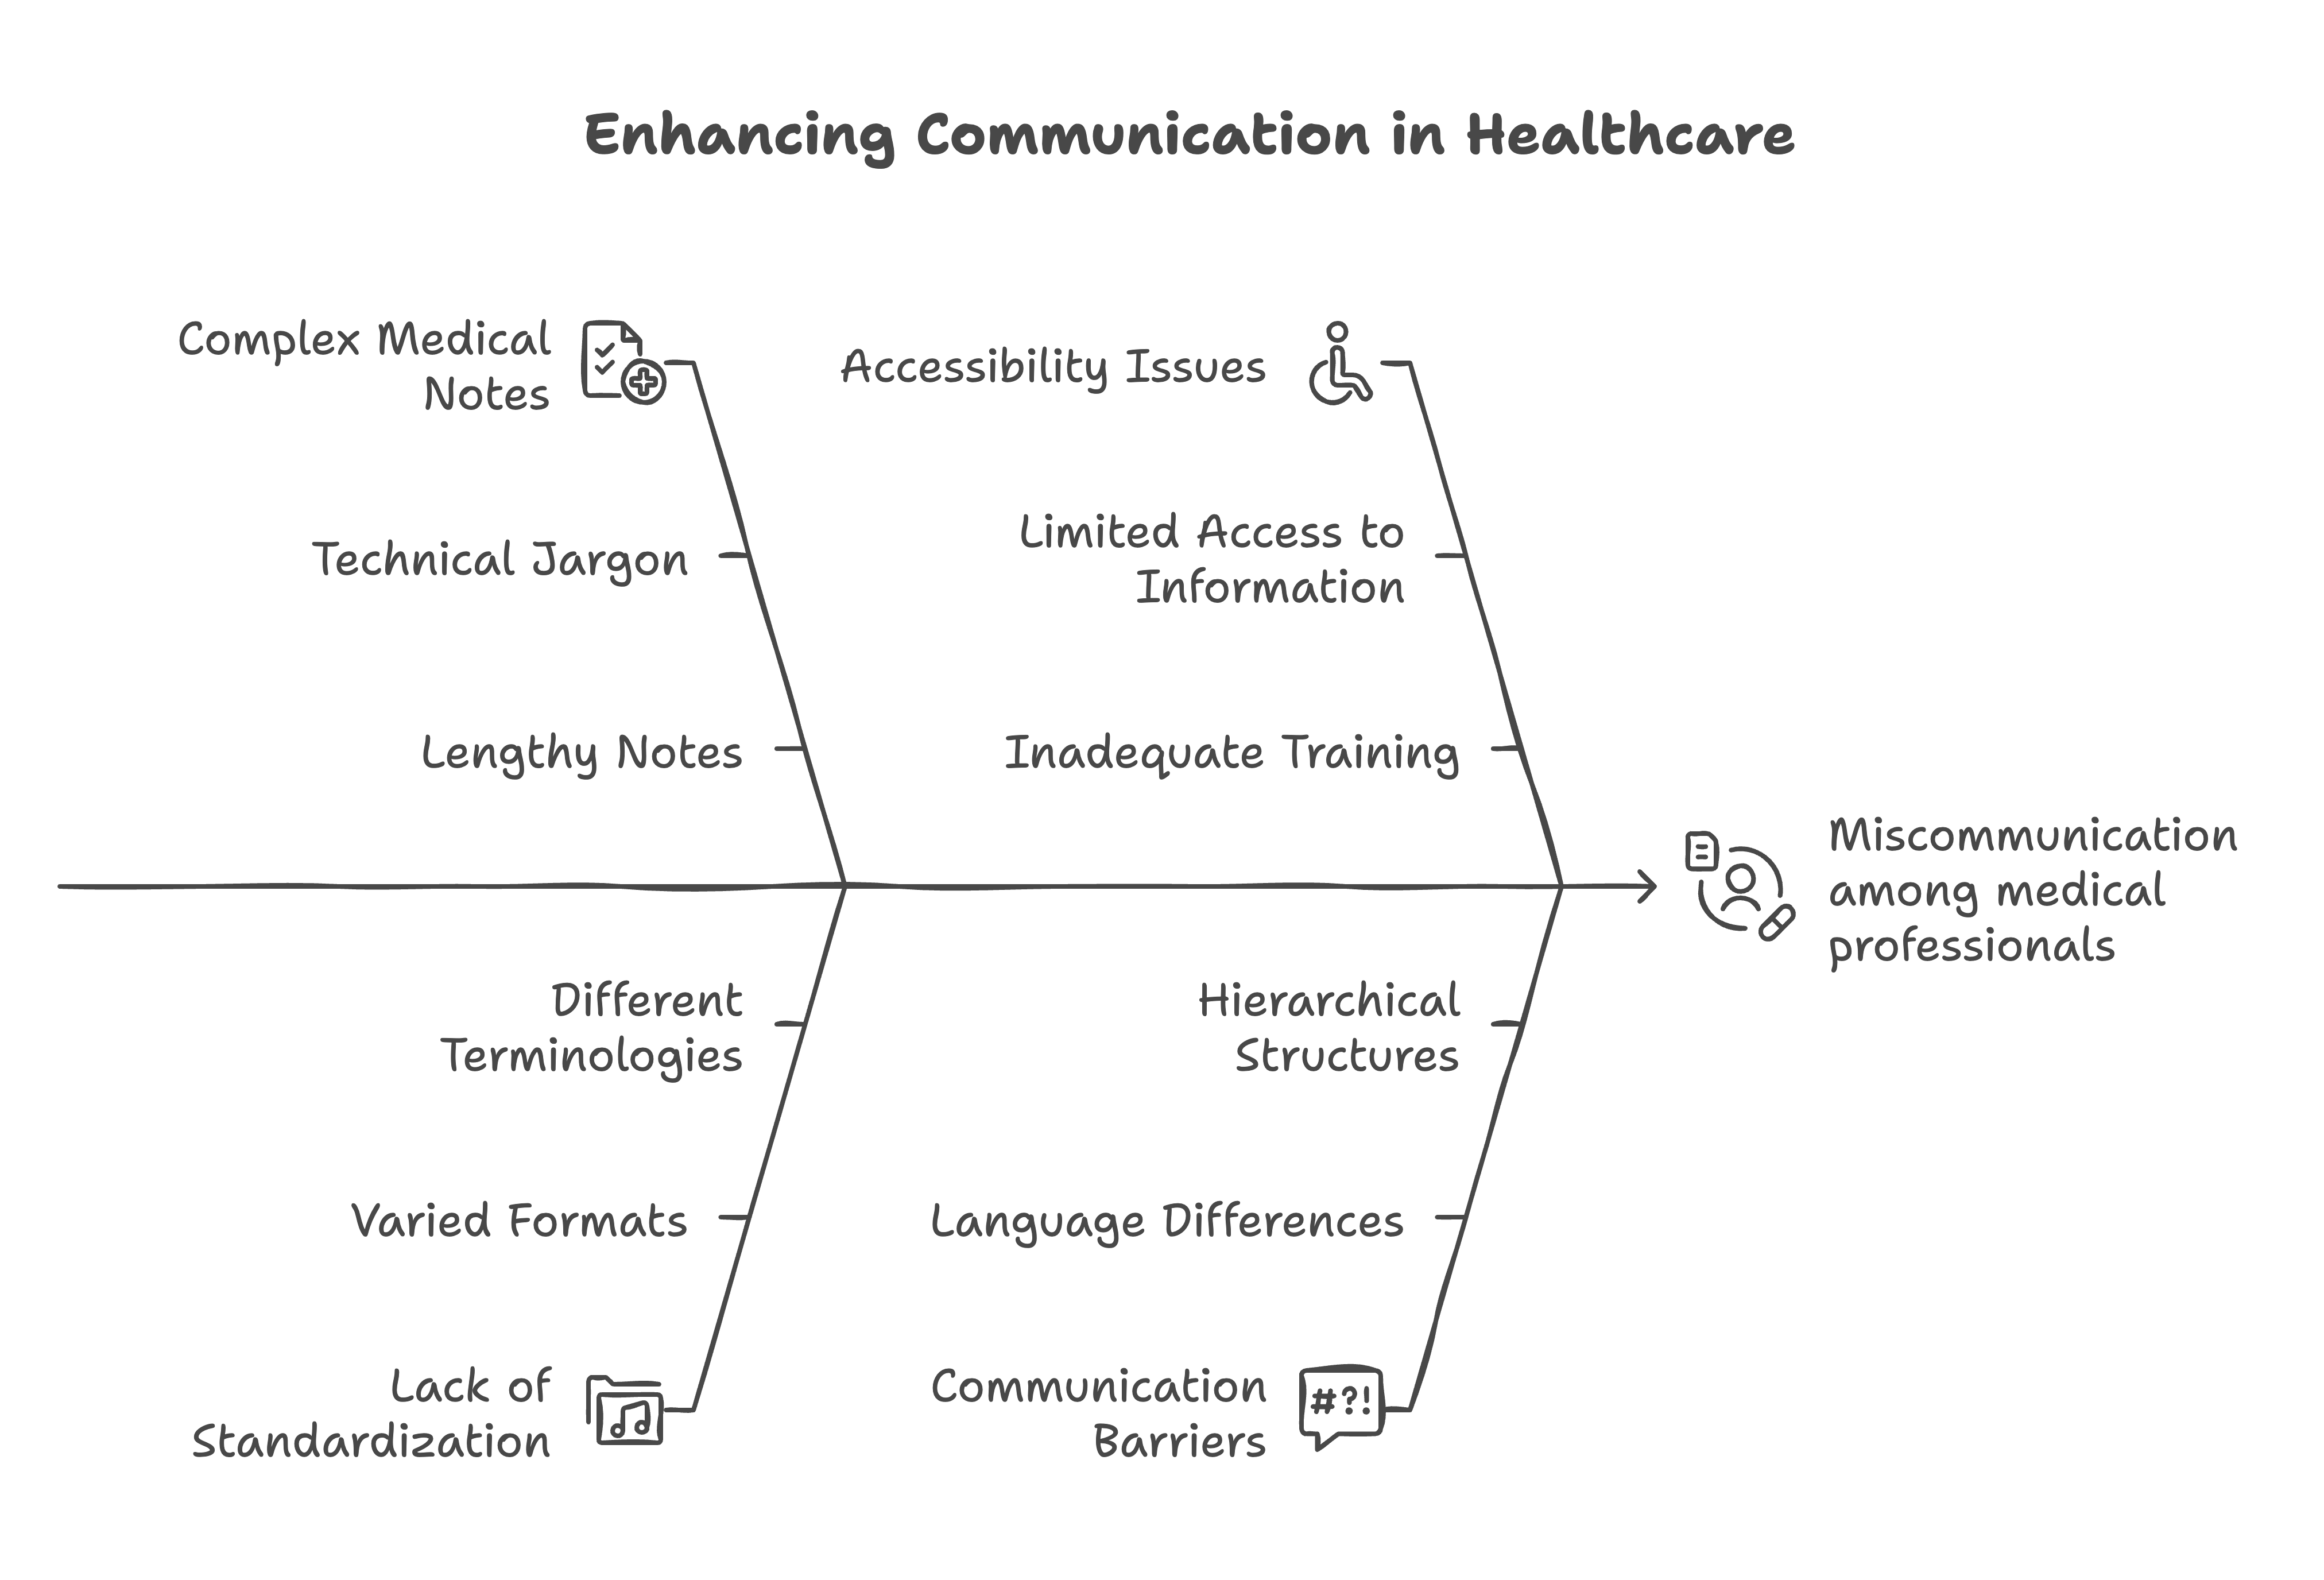 Enhancing Communication in Healthcare
Complex Medical
Notes
Technical Jargon
Lengthy Notes
Accessibility Issues
Limited Access to
Information
Inadequate Training
Miscommunication
among medical
professionals
Different
Terminologies
Varied Formats
Lack of
Standardization
Hierarchical
Structures
Language Differences
Communication
Barriers
#?!